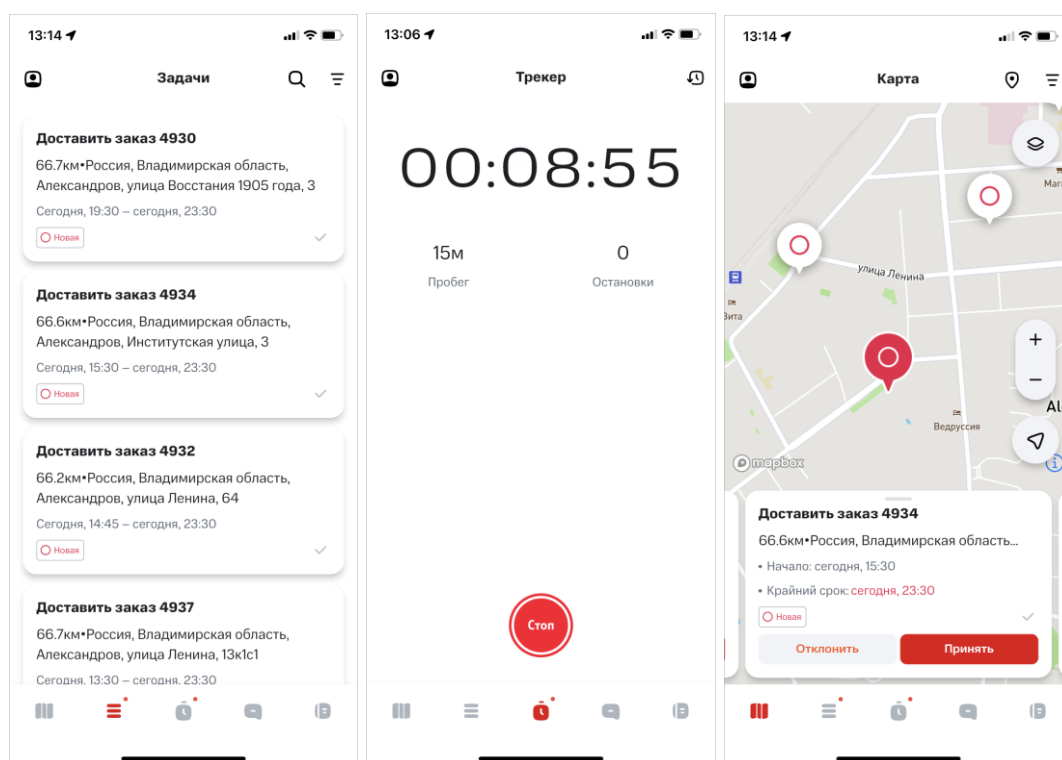 13:14
Задачи
Доставить заказ 4930
66.7км•Россия, Владимирская область,
Александров, улица Восстания 1905 года, 3
Сегодня, 19:30 – сегодня, 23:30
Новая
Доставить заказ 4934
66.6км•Россия, Владимирская область,
Александров, Институтская улица, 3
Сегодня, 15:30 – сегодня, 23:30
Новая
Доставить заказ 4932
66.2км•Россия, Владимирская область,
Александров, улица Ленина, 64
Сегодня, 14:45 – сегодня, 23:30
Новая
Доставить заказ 4937
66.7км•Россия, Владимирская область,
Александров, улица Ленина, 13к1с1
Сегодня, 13:30 – сегодня, 23:30
13:06
Трекер
00:08:55
15м
Пробег
0
Остановки
Стоп
13:14
Карта
Маг
улица Ленина
Вита
Ведруссия
Al
mapbox
Доставить заказ 4934
66.6км•Россия, Владимирская область...
• Начало: сегодня, 15:30
• Крайний срок: сегодня, 23:30
Новая
Отклонить
Принять